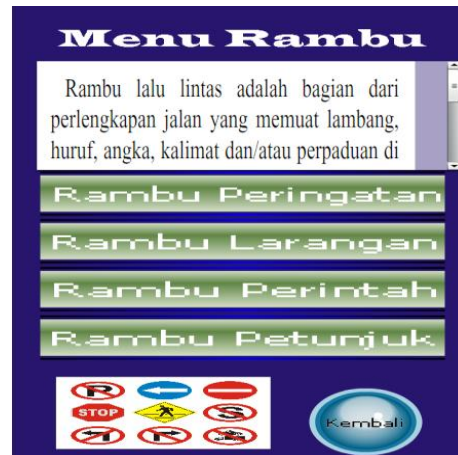 Menu Rambu
Rambu lalu lintas adalah bagian dari
perlengkapan jalan yang memuat lambang,
huruf, angka, kalimat dan/atau perpaduan di
Rambu Peringatan
Rambu Larangan
Rambu Perintah
Rambu Petunjuk
P
STOP
S
Kembali